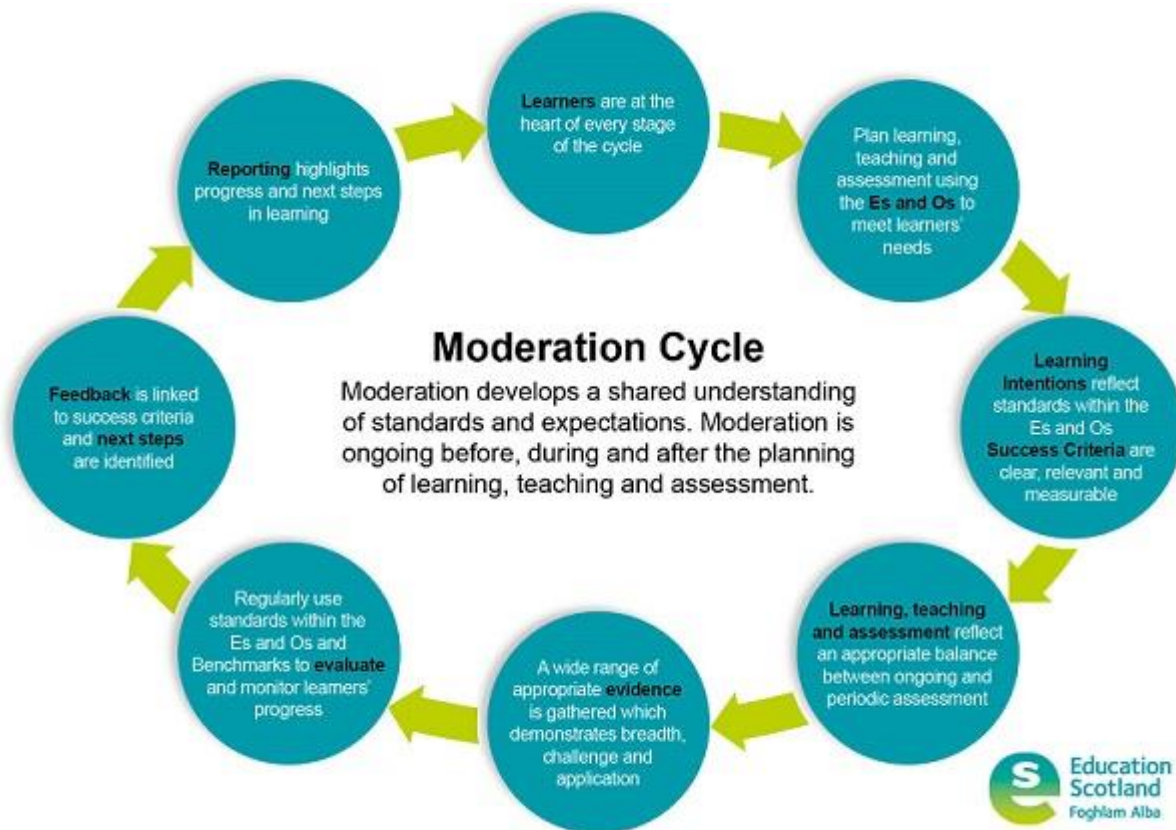 Learners are at the
heart of every stage
of the cycle
Plan learning,
teaching and
assessment using
the Es and Os to
meet learners'
needs
Learning
Intentions reflect
standards within the
Es and Os
Success Criteria are
clear, relevant and
measurable
Learning, teaching
and assessment reflect
an appropriate balance
between ongoing and
periodic assessment
A wide range of
appropriate evidence
is gathered which
demonstrates breadth,
challenge and
application
Regularly use
standards within the
Es and Os and
Benchmarks to evaluate
and monitor learners'
progress
Feedback is linked
to success criteria
and next steps
are identified
Reporting highlights
progress and next steps
in learning
Moderation Cycle
Moderation develops a shared understanding
of standards and expectations. Moderation is
ongoing before, during and after the planning
of learning, teaching and assessment.
Education
Scotland
Foghlam Alba